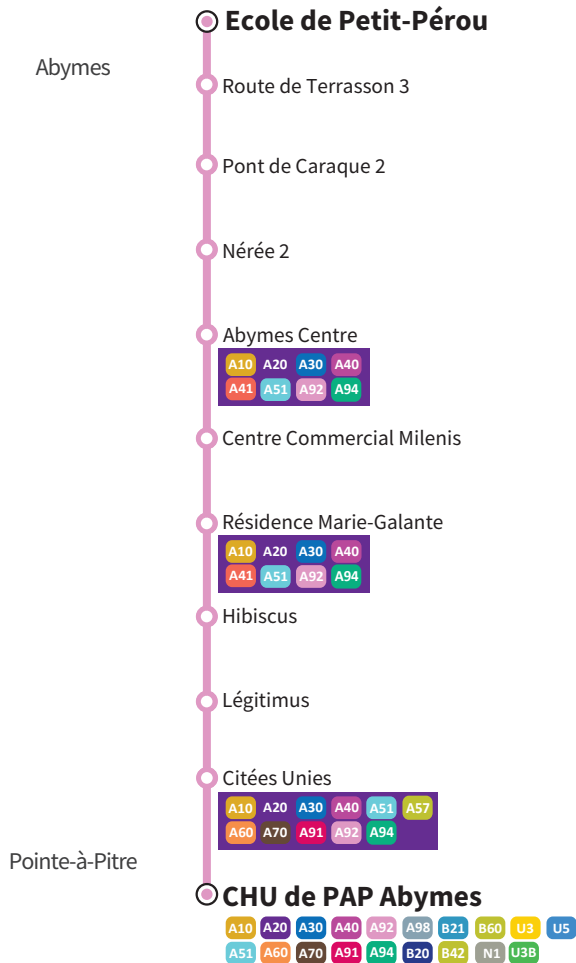 Ecole de Petit-Pérou
Abymes
Route de Terrasson 3
Pont de Caraque 2
Nérée 2
Abymes Centre
A10 A20 A30 A40
A41 A51 A92 A94
Centre Commercial Milenis
Résidence Marie-Galante
A10 A20 A30 A40
A41 A51 A92 A94
Hibiscus
Légitimus
Citées Unies
A10 A20 A30 A40 A51 A57
A60 A70 A91 A92 A94
Pointe-à-Pitre
CHU de PAP Abymes
A10 A20 A30 A40 A92 A98 B21 B60 U3 U5
A51 A60 A70 A91 A94 B20 B42 N1 U3B